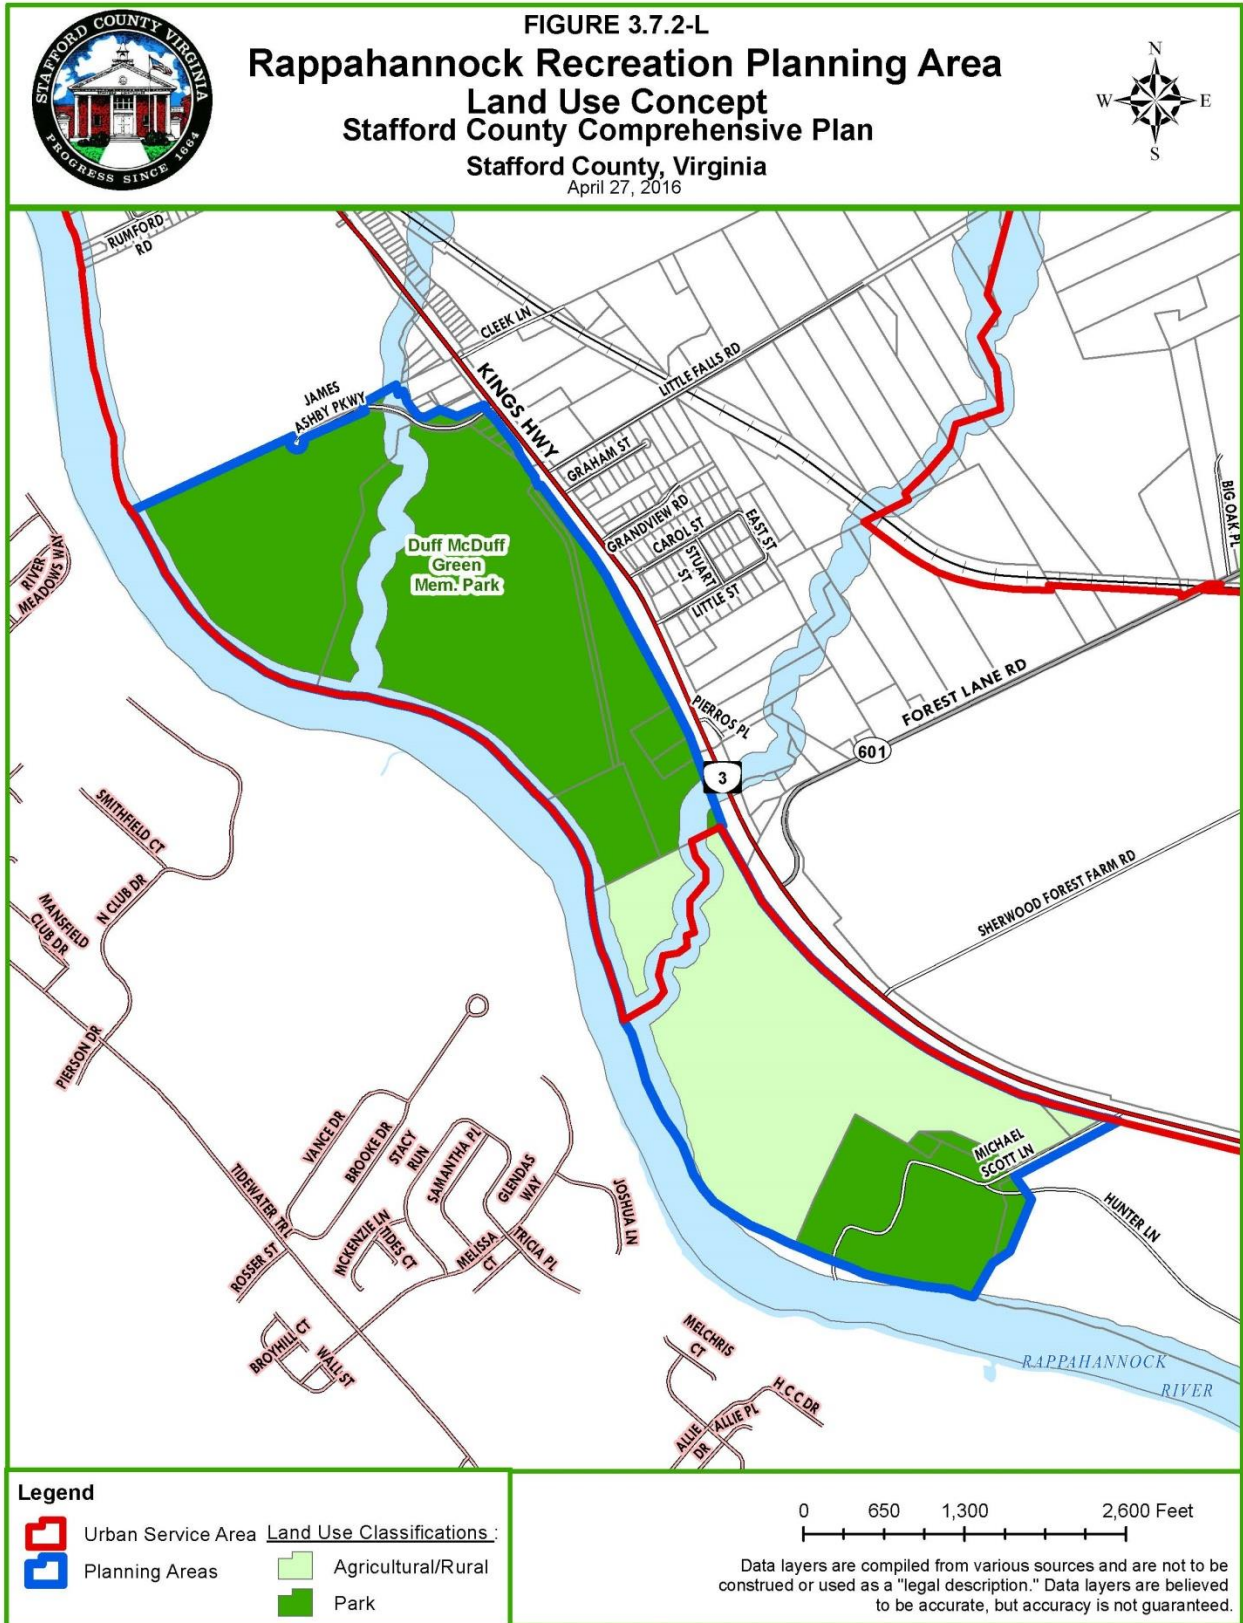 STAFFORD COUNTY VIRGINIA
PROGRESS SINCE 1664
FIGURE 3.7.2-L
Rappahannock Recreation Planning Area
Land Use Concept
Stafford County Comprehensive Plan
Stafford County, Virginia
April 27, 2016
N
W
E
S
RUMFORD
RD
CLEEK LN
JAMES
ASHBY PKWY
KINGS HWY
LITTLE FALLS RD
GRAHAM ST
GRANDVIEW RD
CAROL ST
EAST ST
STUART
ST
LITTLE ST
BIG OAK PL
RIVER
MEADOWS WAY
Duff McDuff
Green
Mem. Park
PIERROS PL
3
601
FOREST LANE RD
SHERWOOD FOREST FARM RD
SMITHFIELD CT
N CLUB DR
MANSFIELD
CLUB DR
PIERSON DR
VANCE DR
BROOKE DR
STACY
RUN
SAMANTHA PL
GLENDAS
WAY
JOSHUA LN
MICHAEL
SCOTT LN
HUNTER LN
TIDEWATER TRL
ROSSER ST
MCKENZIE LN
TIDES CT
MELISSA
CT
TRICIA PL
BROYHILL CT
WALL ST
MELCHRIS
CT
H C C DR
ALLIE PL
ALLIE
DR
RAPPAHANNOCK
RIVER
Legend
Urban Service Area
Planning Areas
Land Use Classifications :
Agricultural/Rural
Park
0 650 1,300 2,600 Feet
Data layers are compiled from various sources and are not to be
construed or used as a "legal description." Data layers are believed
to be accurate, but accuracy is not guaranteed.